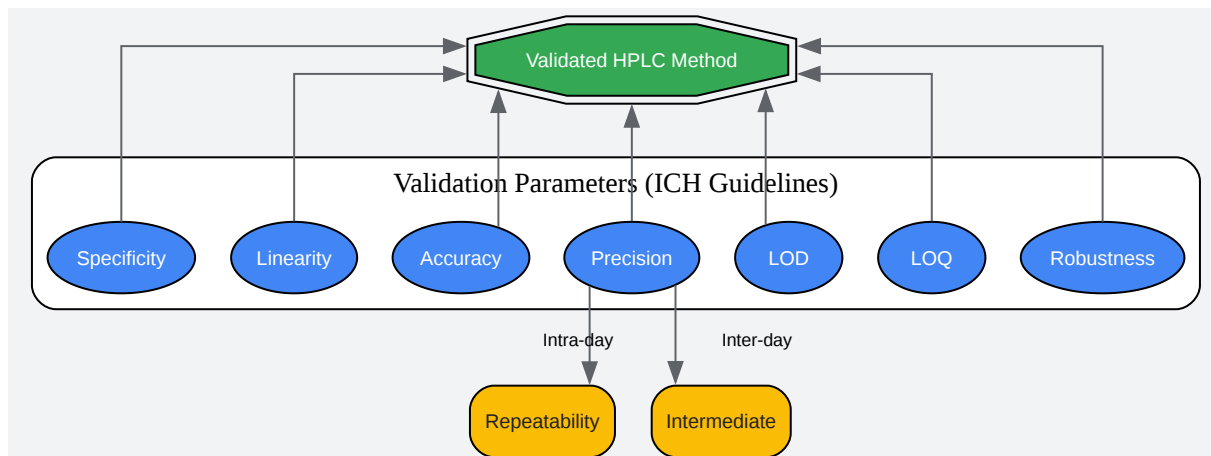 Validated HPLC Method
Validation Parameters (ICH Guidelines)
Specificity
Linearity
Accuracy
Precision
LOD
LOQ
Robustness
Intra-day
Inter-day
Repeatability
Intermediate